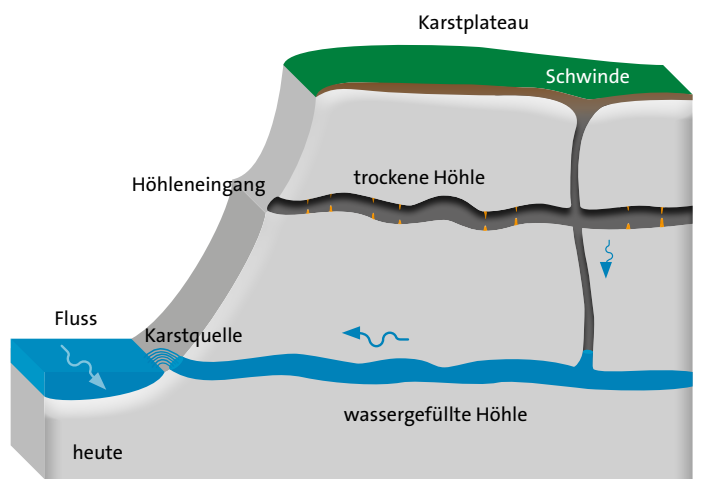 Karstplateau
Schwinde
trockene Höhle
Höhleneingang
Fluss
Karstquelle
wassergefüllte Höhle
heute